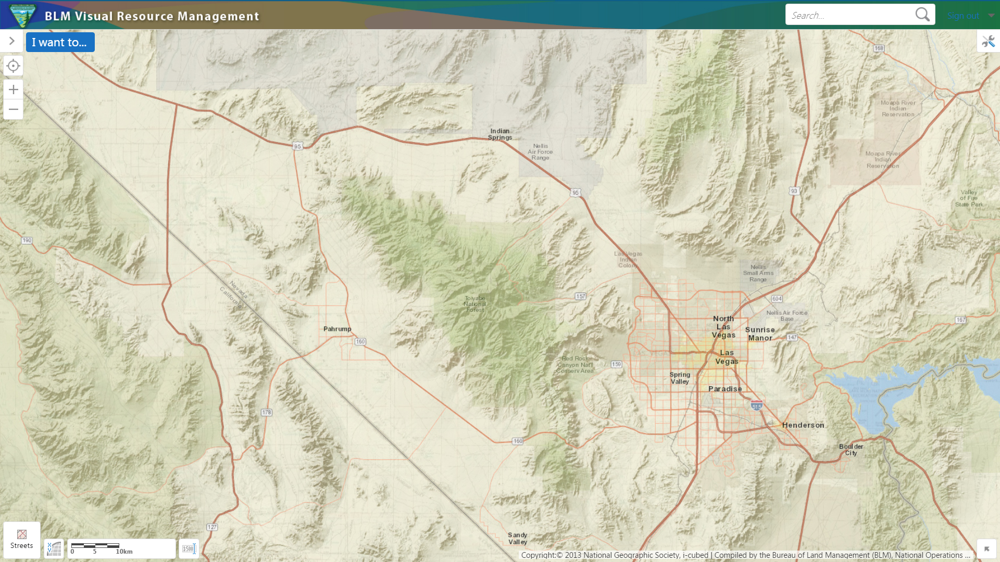 BLM Visual Resource Management
Search...
Sign out
I want to...
168
Moapa River
Indian
Reservation
Indian
Springs
95
Nellis
Air Force
Range
Moapa River
Indian
Reservation
95
93
Valley
of Fire
State Park
190
Las Vegas
Indian
Colony
Nellis
Small Arms
Range
Nevada
California
157
604
Toiyabe
National
Forest
Nellis Air Force
Base
North
Las
Vegas
167
Pahrump
Sunrise
Manor
160
147
Las
Vegas
Red Rock
Canyon Nat'l
Conserv Area
159
Spring
Valley
Paradise
515
178
Henderson
160
Boulder
City
127
Sandy
Valley
Streets
X
Y
0 5 10km
1:500
Copyright:© 2013 National Geographic Society, i-cubed | Compiled by the Bureau of Land Management (BLM), National Operations ...